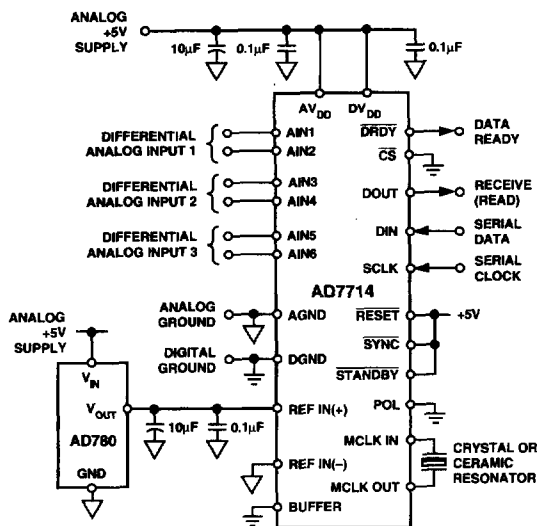 ANALOG
+5V
SUPPLY
10µF
0.1µF
0.1µF
AVDD
DVDD
DIFFERENTIAL
ANALOG INPUT 1
AIN1
AIN2
DRDY
DATA
READY
CS
DIFFERENTIAL
ANALOG INPUT 2
AIN3
AIN4
DOUT
RECEIVE
(READ)
DIN
SERIAL
DATA
DIFFERENTIAL
ANALOG INPUT 3
AIN5
AIN6
SCLK
SERIAL
CLOCK
AD7714
ANALOG
GROUND
AGND
RESET
+5V
ANALOG
+5V
SUPPLY
SYNC
DIGITAL
GROUND
DGND
STANDBY
VIN
VOUT
AD780
GND
10µF
0.1µF
REF IN(+)
POL
MCLK IN
CRYSTAL OR
CERAMIC
RESONATOR
REF IN(–)
MCLK OUT
BUFFER